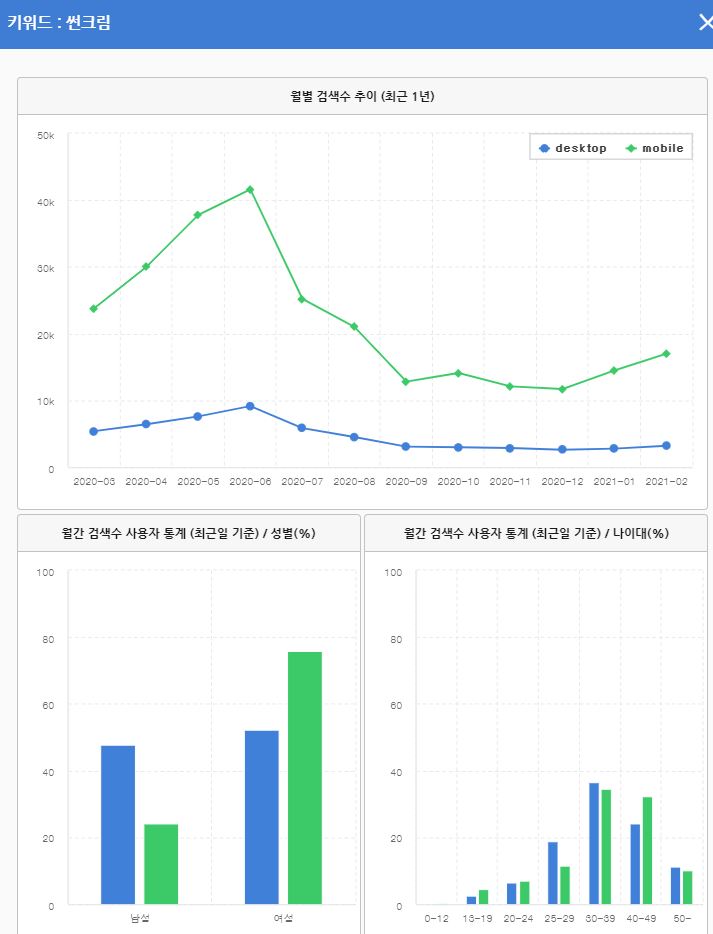 키워드 : 썬크림
월별 검색수 추이 (최근 1년)
desktop mobile
50k
40k
30k
20k
10k
0
2020-03 2020-04 2020-05 2020-06 2020-07 2020-08 2020-09 2020-10 2020-11 2020-12 2021-01 2021-02
월간 검색수 사용자 통계 (최근일 기준) / 성별(%)
100
80
60
40
20
0
남성 여성
월간 검색수 사용자 통계 (최근일 기준) / 나이대(%)
100
80
60
40
20
0
0-12 13-19 20-24 25-29 30-39 40-49 50-